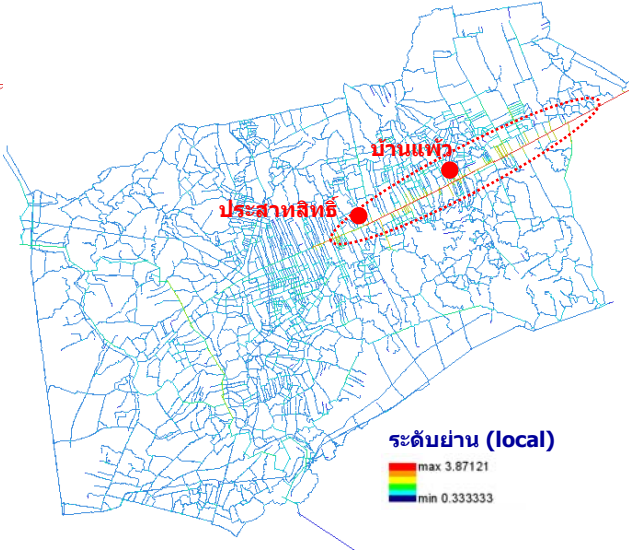 บ้านแพ้ว
ประสาทสิทธิ์
ระดับย่าน (local)
max 3.87121
min 0.333333